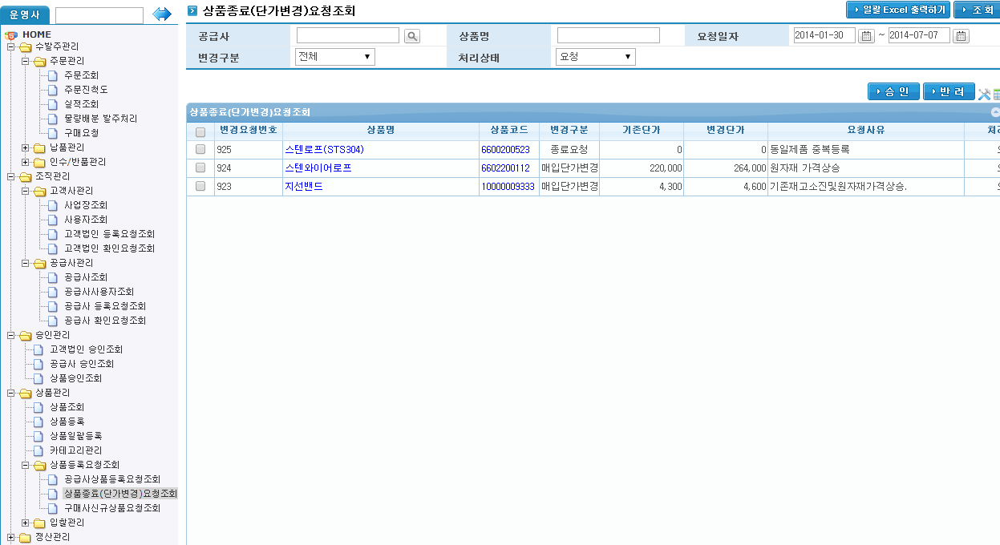 운영사
HOME
수발주관리
주문관리
주문조회
주문진척도
실적조회
물량배분 발주처리
구매요청
납품관리
인수/반품관리
조직관리
고객사관리
사업장조회
사용자조회
고객법인 등록요청조회
고객법인 확인요청조회
공급사관리
공급사조회
공급사사용자조회
공급사 등록요청조회
공급사 확인요청조회
승인관리
고객법인 승인조회
공급사 승인조회
상품승인조회
상품관리
상품조회
상품등록
상품일괄등록
카테고리관리
상품등록요청조회
공급사상품등록요청조회
상품종료(단가변경)요청조회
구매사신규상품요청조회
입찰관리
정산관리
상품종료(단가변경)요청조회
일괄 Excel 출력하기 조 회
공급사 상품명 요청일자 2014-01-30 ~ 2014-07-07
변경구분 전체 처리상태 요청
승 인 반 려
상품종료(단가변경)요청조회
변경요청번호 상품명 상품코드 변경구분 기존단가 변경단가 요청사유
925 스텐로프(STS304) 6600200523 종료요청 0 0 동일제품 중복등록
924 스텐와이어로프 6602200112 매입단가변경 220,000 264,000 원자재 가격상승
923 지선밴드 10000009333 매입단가변경 4,300 4,600 기존재고소진및원자재가격상승.